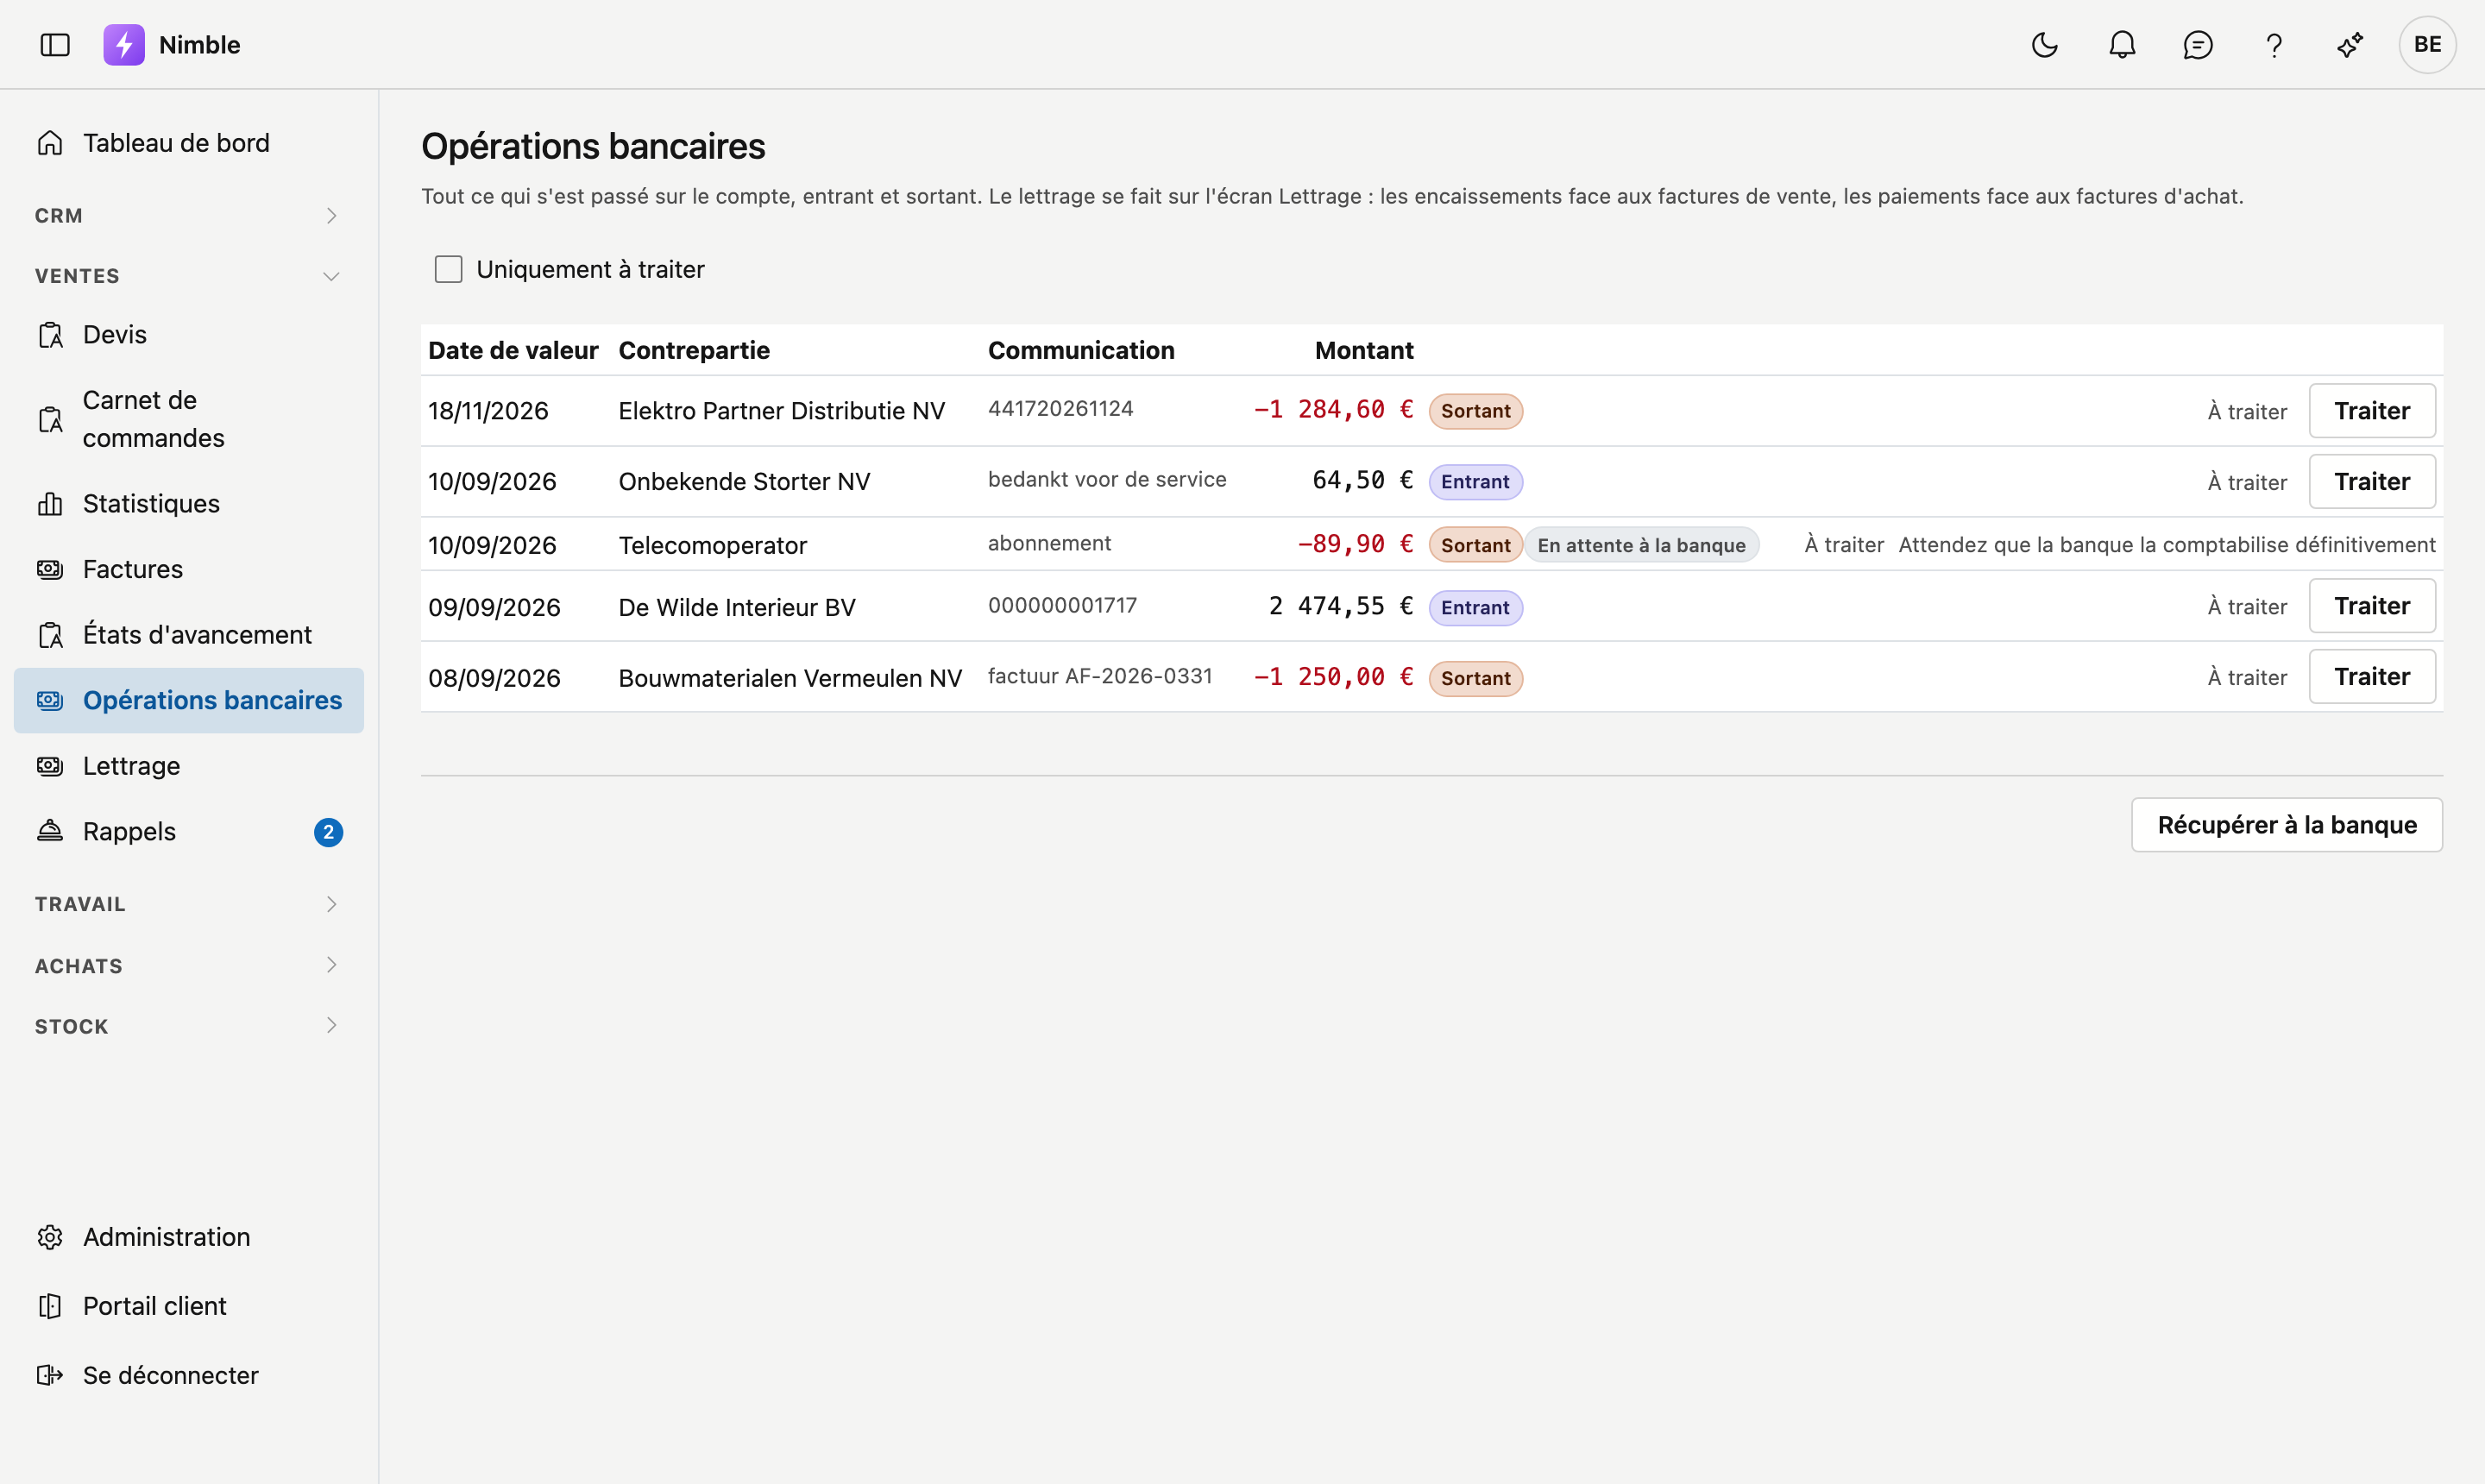 Nimble
BE
Tableau de bord
CRM
VENTES
Devis
Carnet de
commandes
Statistiques
Factures
États d'avancement
Opérations bancaires
Lettrage
Rappels 2
TRAVAIL
ACHATS
STOCK
Administration
Portail client
Se déconnecter
Opérations bancaires
Tout ce qui s'est passé sur le compte, entrant et sortant. Le lettrage se fait sur l'écran Lettrage : les encaissements face aux factures de vente, les paiements face aux factures d'achat.
Uniquement à traiter
Date de valeur Contrepartie Communication Montant
18/11/2026 Elektro Partner Distributie NV 441720261124 −1 284,60 € Sortant À traiter Traiter
10/09/2026 Onbekende Storter NV bedankt voor de service 64,50 € Entrant À traiter Traiter
10/09/2026 Telecomoperator abonnement −89,90 € Sortant En attente à la banque À traiter Attendez que la banque la comptabilise définitivement
09/09/2026 De Wilde Interieur BV 000000001717 2 474,55 € Entrant À traiter Traiter
08/09/2026 Bouwmaterialen Vermeulen NV factuur AF-2026-0331 −1 250,00 € Sortant À traiter Traiter
Récupérer à la banque